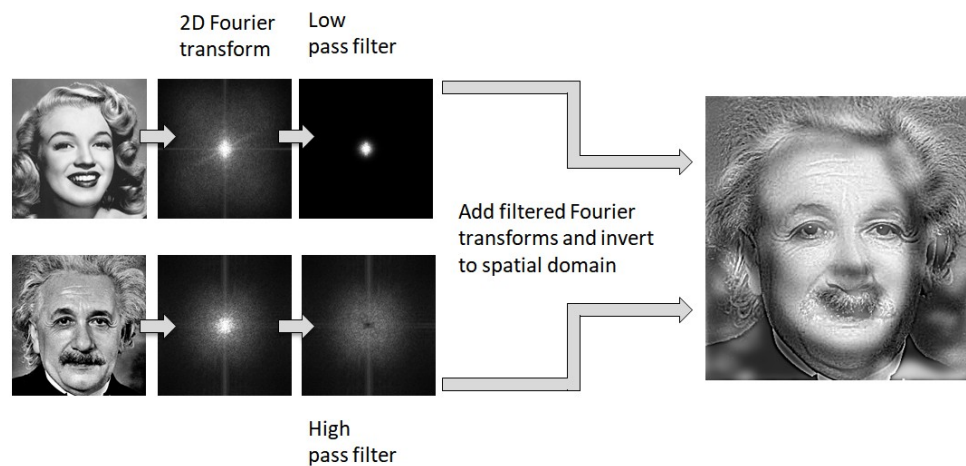 2D Fourier
transform
Low
pass filter
Add filtered Fourier
transforms and invert
to spatial domain
High
pass filter